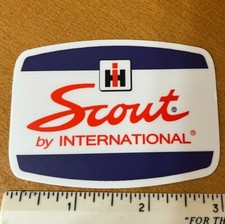 IH
Scout®
by INTERNATIONAL®
1 2 3
"FOR TH